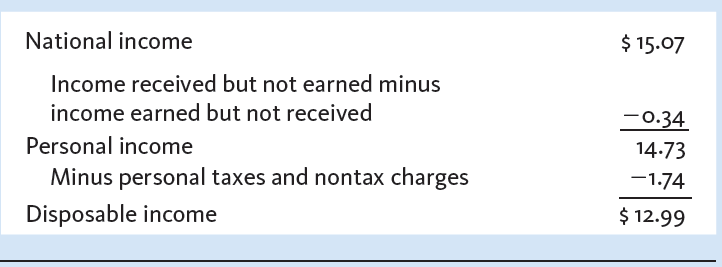 National income $ 15.07
Income received but not earned minus
income earned but not received −0.34
Personal income 14.73
Minus personal taxes and nontax charges −1.74
Disposable income $ 12.99